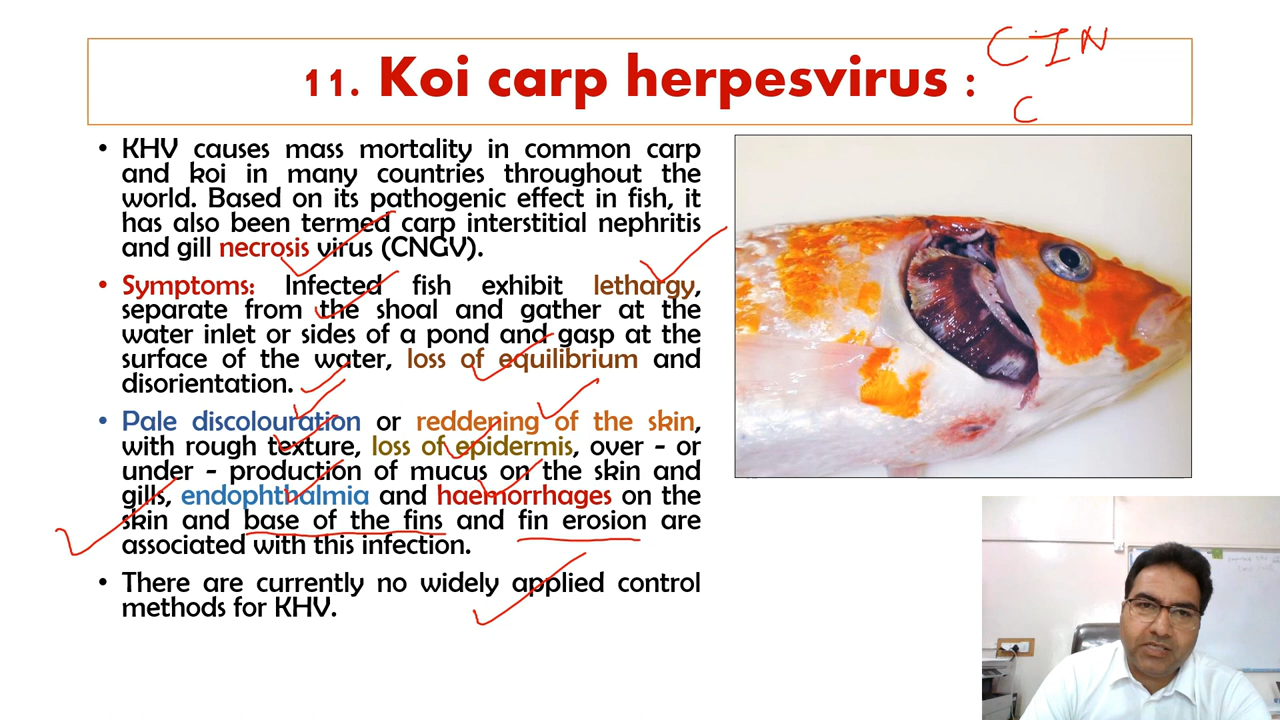 11. Koi carp herpesvirus :
CIN
C
• KHV causes mass mortality in common carp
and koi in many countries throughout the
world. Based on its pathogenic effect in fish, it
has also been termed carp interstitial nephritis
and gill necrosis virus (CNGV).
• Symptoms: Infected fish exhibit lethargy,
separate from the shoal and gather at the
water inlet or sides of a pond and gasp at the
surface of the water, loss of equilibrium and
disorientation.
• Pale discolouration or reddening of the skin,
with rough texture, loss of epidermis, over - or
under - production of mucus on the skin and
gills, endophthalmia and haemorrhages on the
skin and base of the fins and fin erosion are
associated with this infection.
• There are currently no widely applied control
methods for KHV.